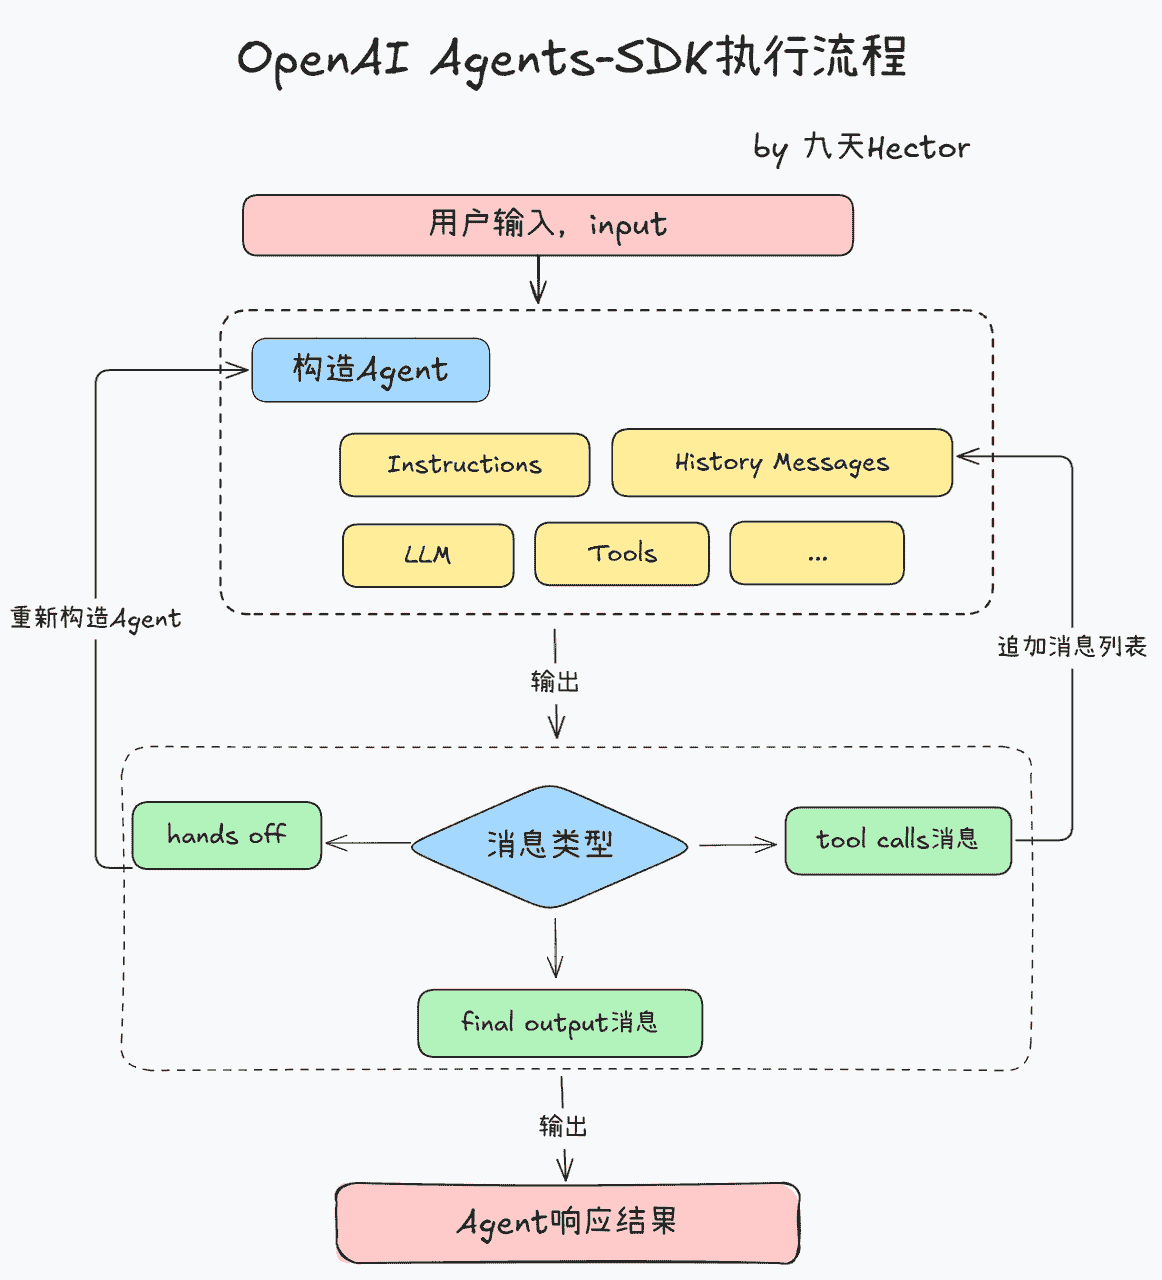 OpenAI Agents-SDK执行流程
by 九天Hector
用户输入，input
构造Agent
Instructions
History Messages
LLM
Tools
...
重新构造Agent
追加消息列表
输出
hands off
消息类型
tool calls消息
final output消息
输出
Agent响应结果